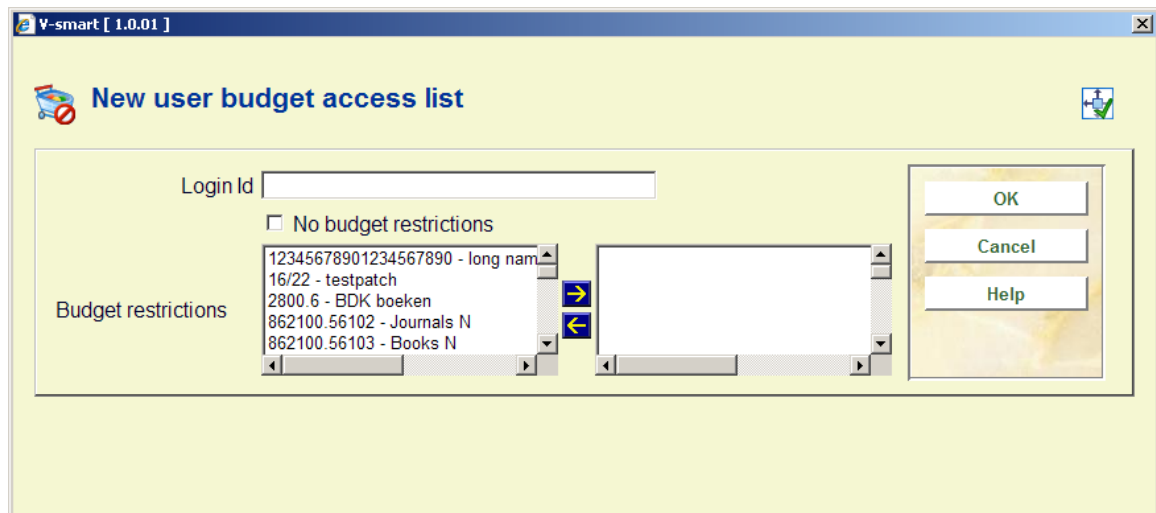 V-smart [ 1.0.01 ]
New user budget access list
Login Id
No budget restrictions
Budget restrictions
12345678901234567890 - long nam
16/22 - testpatch
2800.6 - BDK boeken
862100.56102 - Journals N
862100.56103 - Books N
OK
Cancel
Help